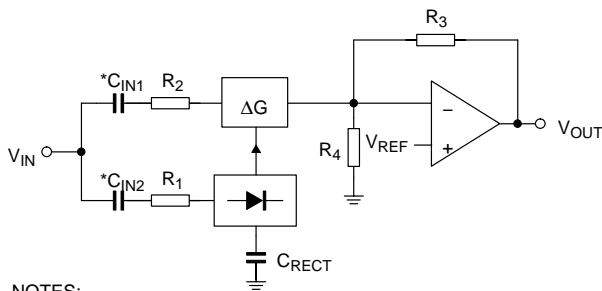 R3
*CIN1
R2
ΔG
VIN
R4
VREF
−
+
VOUT
*CIN2
R1
CRECT
NOTES: